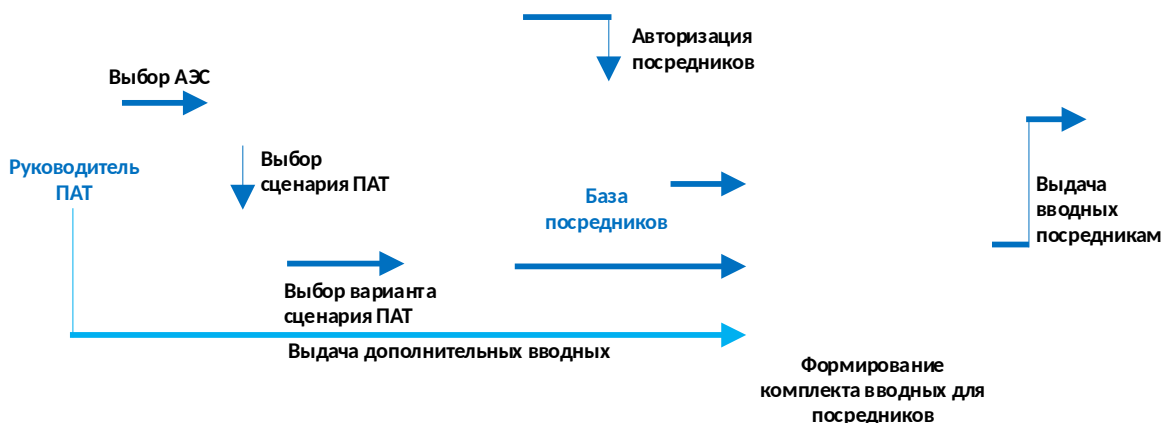 Авторизация
посредников
Выбор АЭС
Руководитель
ПАТ
Выбор
сценария ПАТ
База
посредников
Выдача
вводных
посредникам
Выбор варианта
сценария ПАТ
Выдача дополнительных вводных
Формирование
комплекта вводных для
посредников